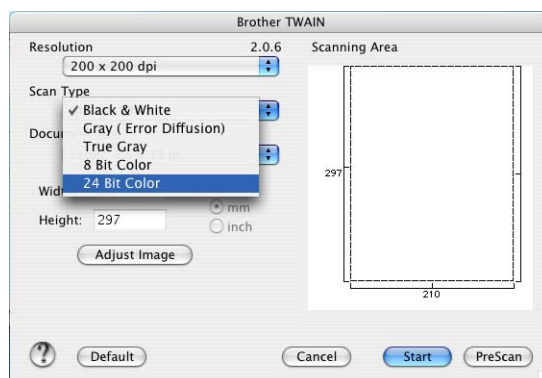 Brother TWAIN
Resolution 2.0.6
200 x 200 dpi
Scan Type
✓ Black & White
Gray ( Error Diffusion)
True Gray
8 Bit Color
24 Bit Color
Docu
Wid
Height: 297
mm
inch
Adjust Image
Scanning Area
297
210
Default
Cancel
Start
PreScan